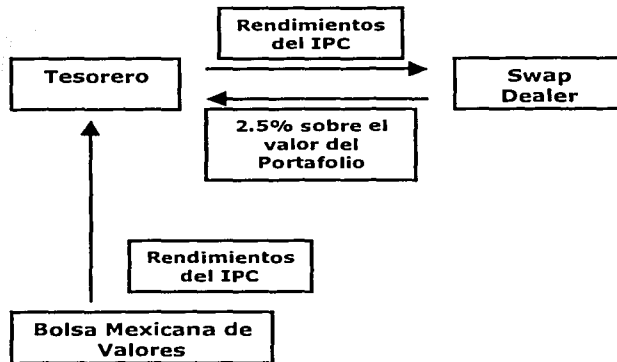 Rendimientos
del IPC
Tesorero
Swap
Dealer
2.5% sobre el
valor del
Portafolio
Rendimientos
del IPC
Bolsa Mexicana de
Valores